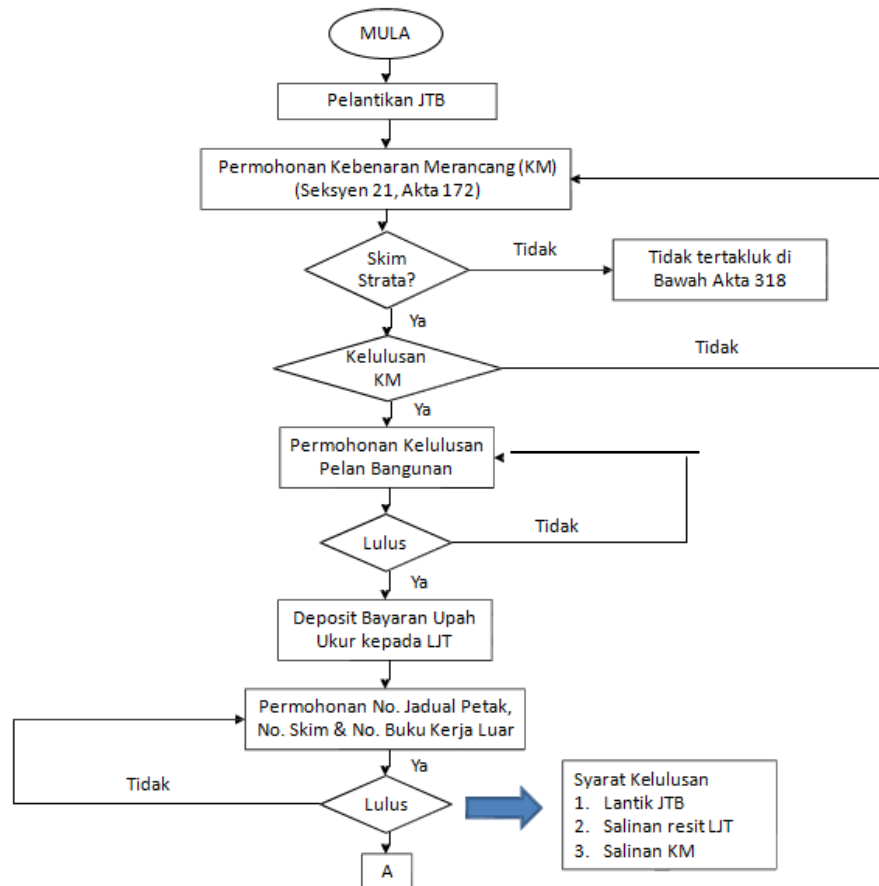 MULA
Pelantikan JTB
Permohonan Kebenaran Merancang (KM)
(Seksyen 21, Akta 172)
Skim
Strata?
Tidak
Tidak tertakluk di
Bawah Akta 318
Ya
Kelulusan
KM
Tidak
Ya
Permohonan Kelulusan
Pelan Bangunan
Lulus
Tidak
Ya
Deposit Bayaran Upah
Ukur kepada LJT
Permohonan No. Jadual Petak,
No. Skim & No. Buku Kerja Luar
Ya
Tidak
Lulus
Syarat Kelulusan
1. Lantik JTB
2. Salinan resit LJT
3. Salinan KM
A